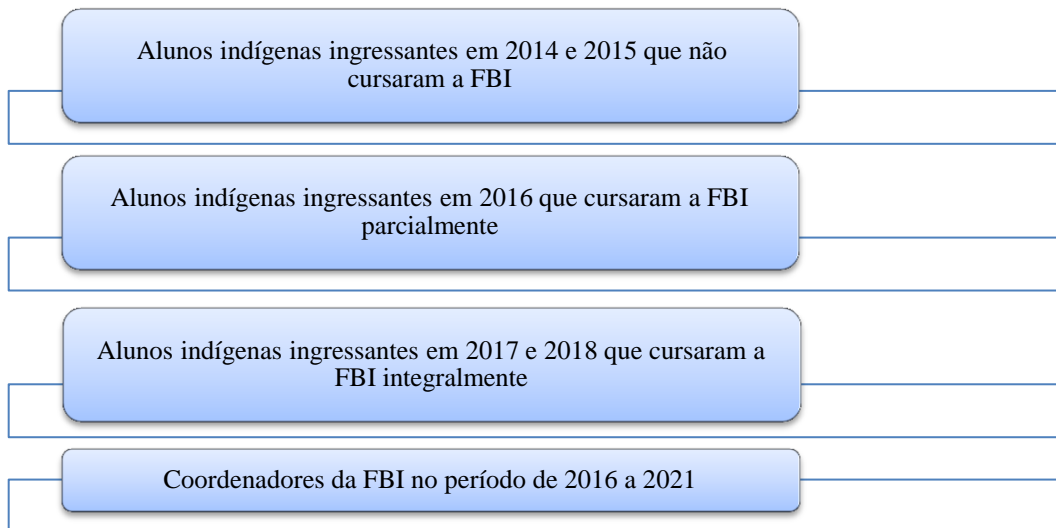 Alunos indígenas ingressantes em 2014 e 2015 que não
cursaram a FBI
Alunos indígenas ingressantes em 2016 que cursaram a FBI
parcialmente
Alunos indígenas ingressantes em 2017 e 2018 que cursaram a
FBI integralmente
Coordenadores da FBI no período de 2016 a 2021